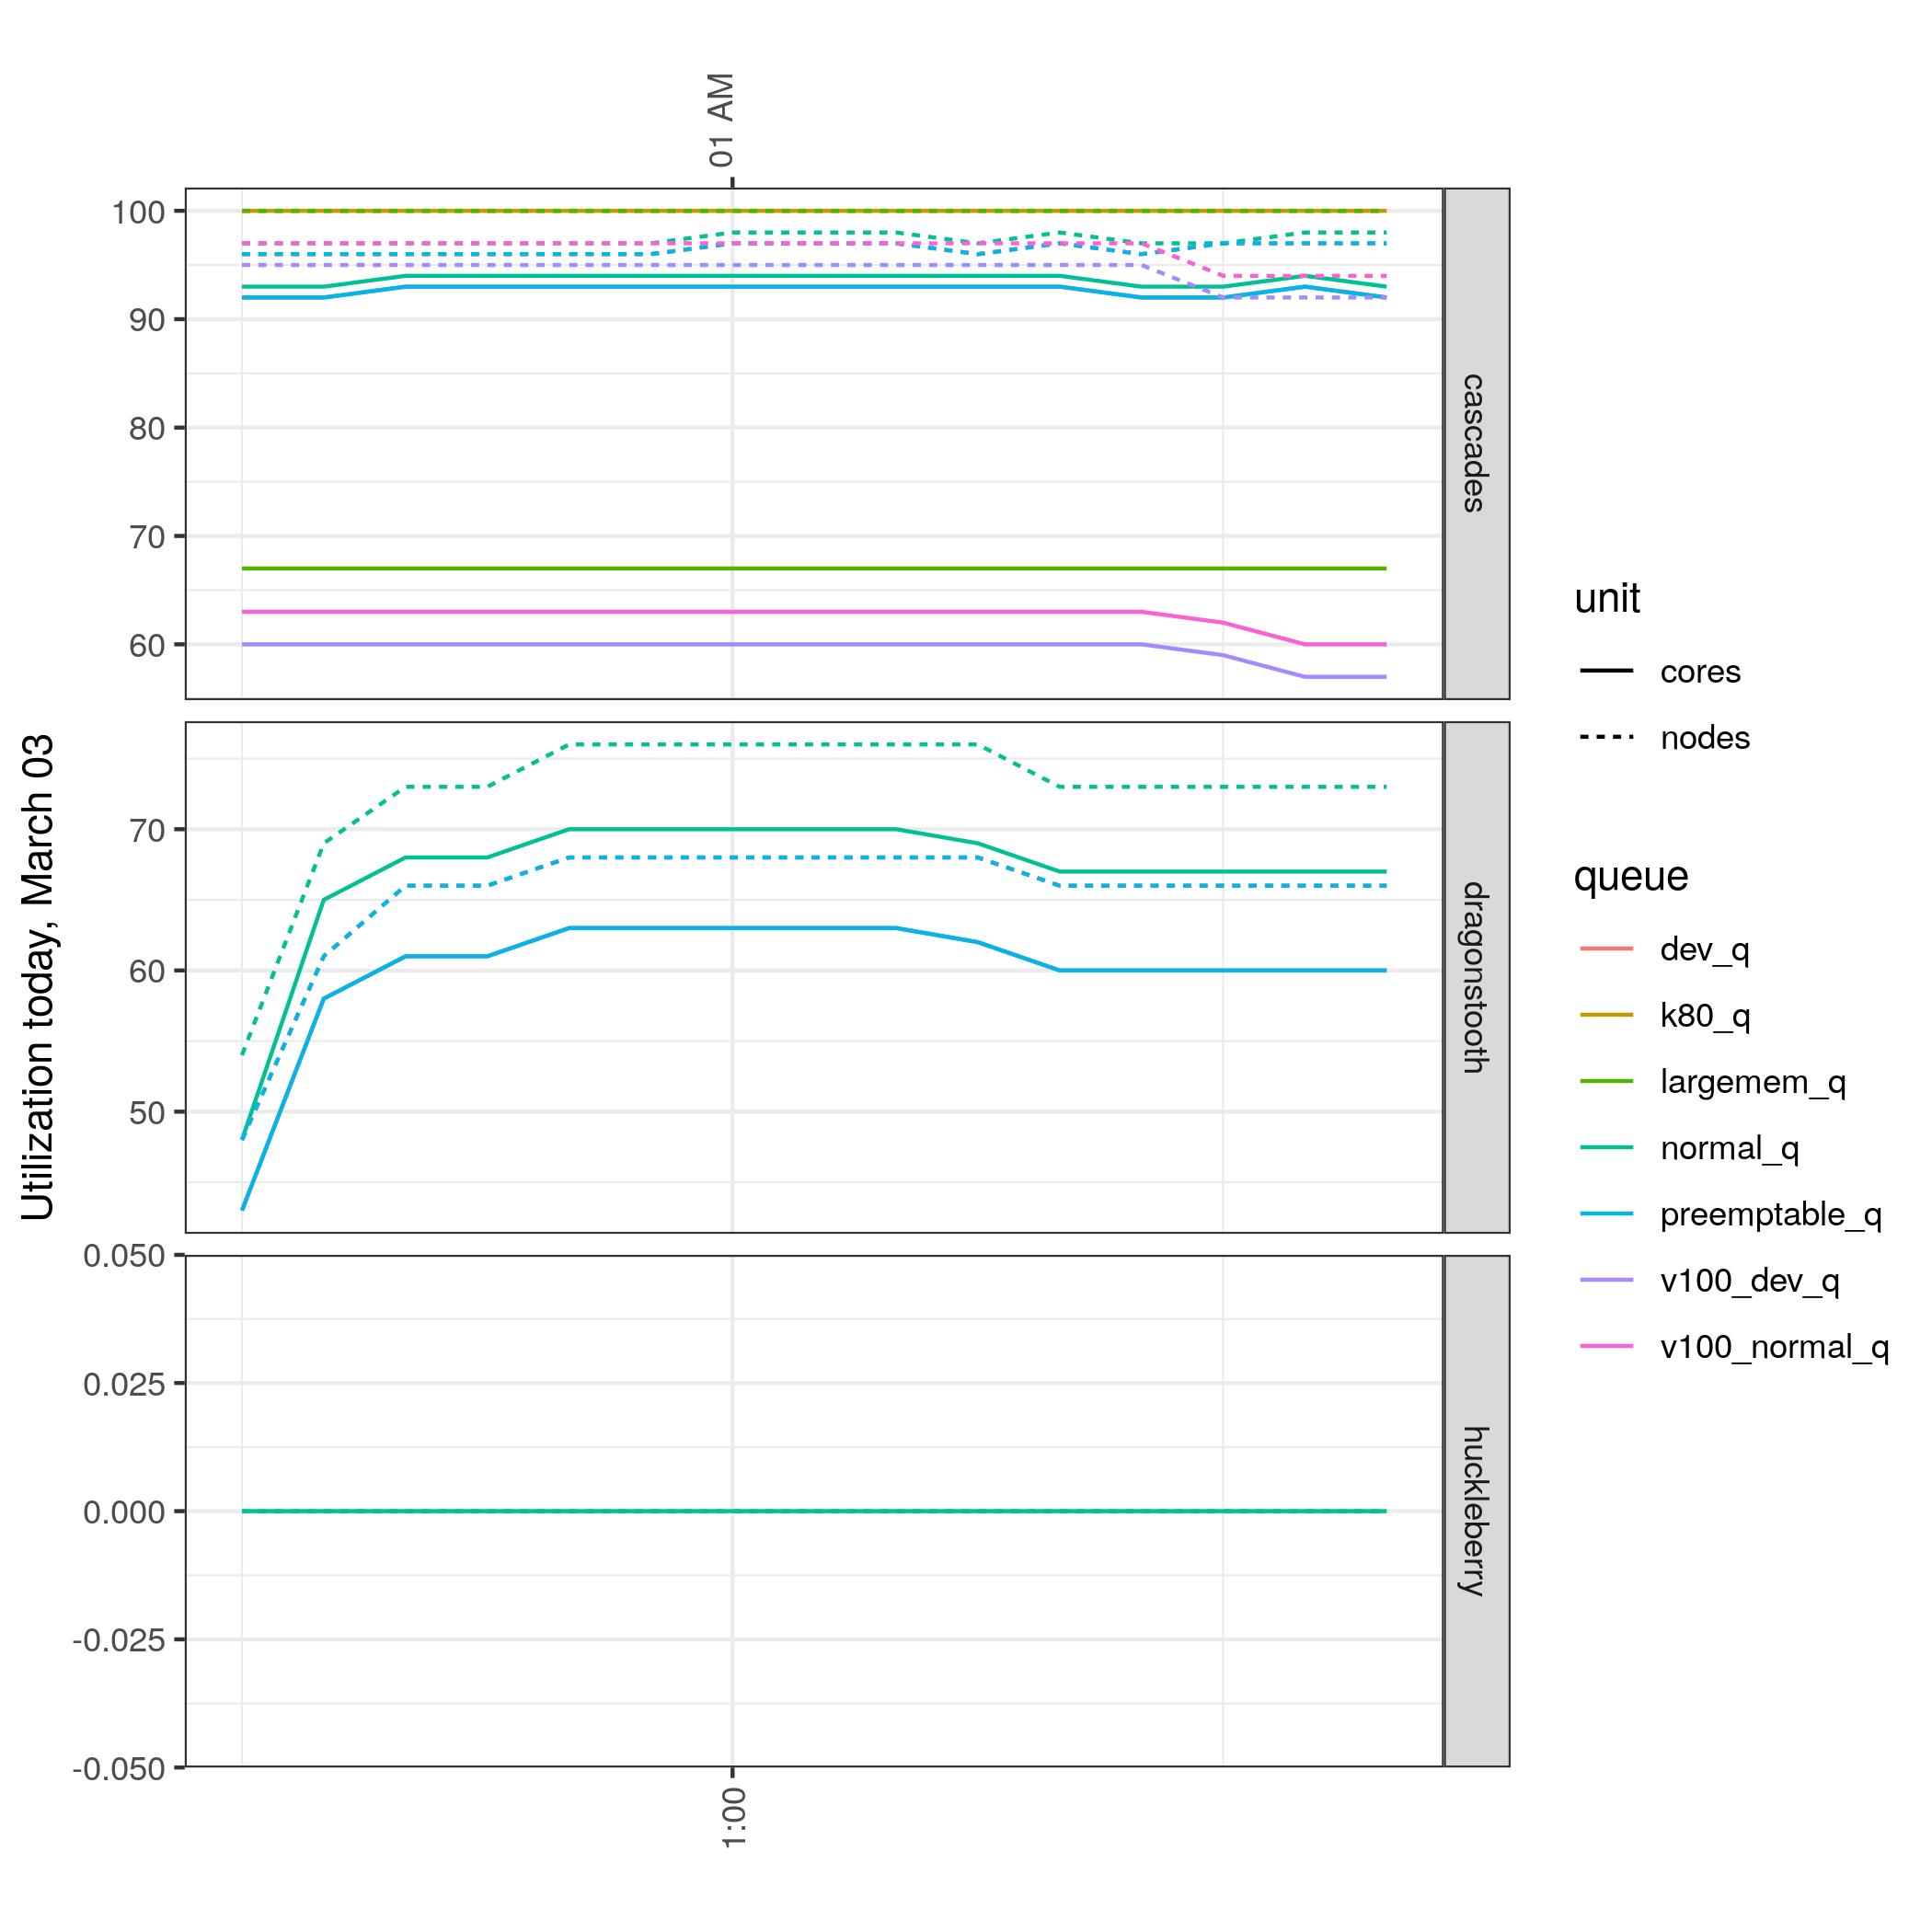 01 AM
Utilization today, March 03
100
90
80
70
60
cascades
70
60
50
dragonstooth
0.050
0.025
0.000
-0.025
-0.050
huckleberry
1:00
unit
cores
nodes
queue
dev_q
k80_q
largemem_q
normal_q
preemptable_q
v100_dev_q
v100_normal_q